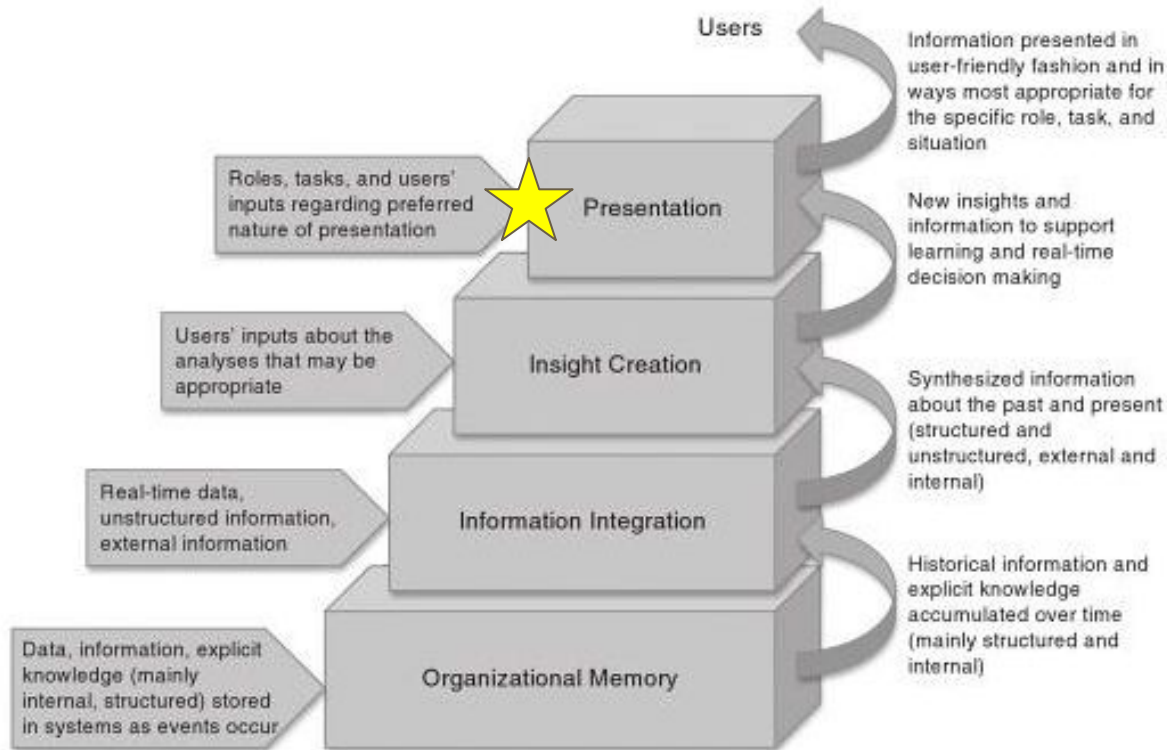 Users
Information presented in
user-friendly fashion and in
ways most appropriate for
the specific role, task, and
situation
Roles, tasks, and users'
inputs regarding preferred
nature of presentation
Presentation
New insights and
information to support
learning and real-time
decision making
Users' inputs about the
analyses that may be
appropriate
Insight Creation
Synthesized information
about the past and present
(structured and
unstructured, external and
internal)
Real-time data,
unstructured information,
external information
Information Integration
Historical information and
explicit knowledge
accumulated over time
(mainly structured and
internal)
Data, information, explicit
knowledge (mainly
internal, structured) stored
in systems as events occur
Organizational Memory